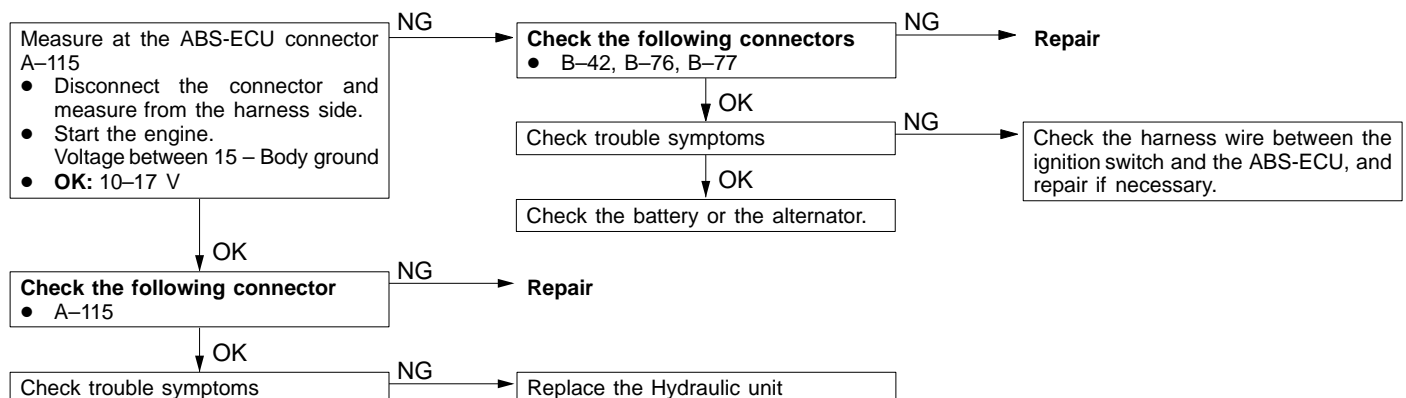 Measure at the ABS-ECU connector
A–115
● Disconnect the connector and
measure from the harness side.
● Start the engine.
Voltage between 15 – Body ground
● OK: 10–17 V
NG
Check the following connectors
● B–42, B–76, B–77
NG
Repair
OK
Check trouble symptoms
NG
Check the harness wire between the
ignition switch and the ABS-ECU, and
repair if necessary.
OK
Check the battery or the alternator.
OK
Check the following connector
● A–115
NG
Repair
OK
Check trouble symptoms
NG
Replace the Hydraulic unit